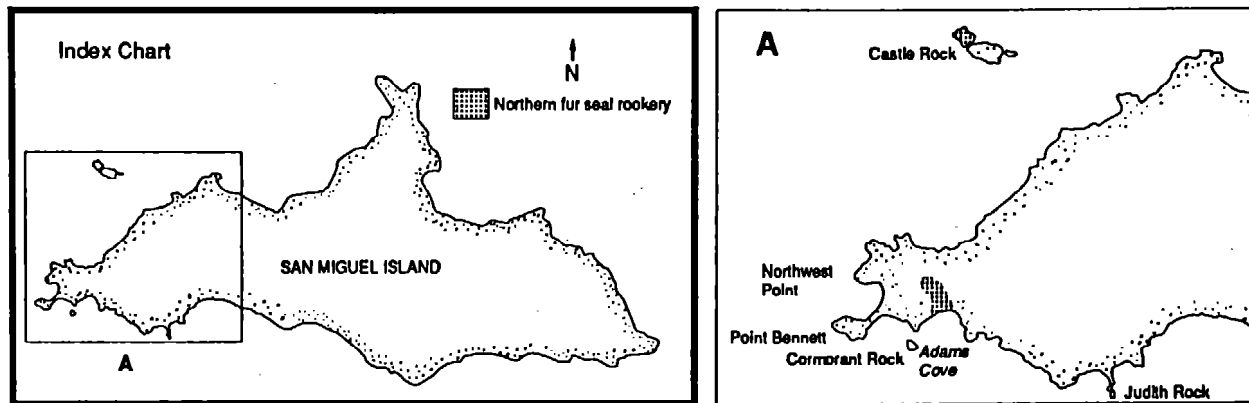 Index Chart
N
Northern fur seal rookery
SAN MIGUEL ISLAND
A
A
Castle Rock
Northwest
Point
Point Bennett
Cormorant Rock
Adams
Cove
Judith Rock